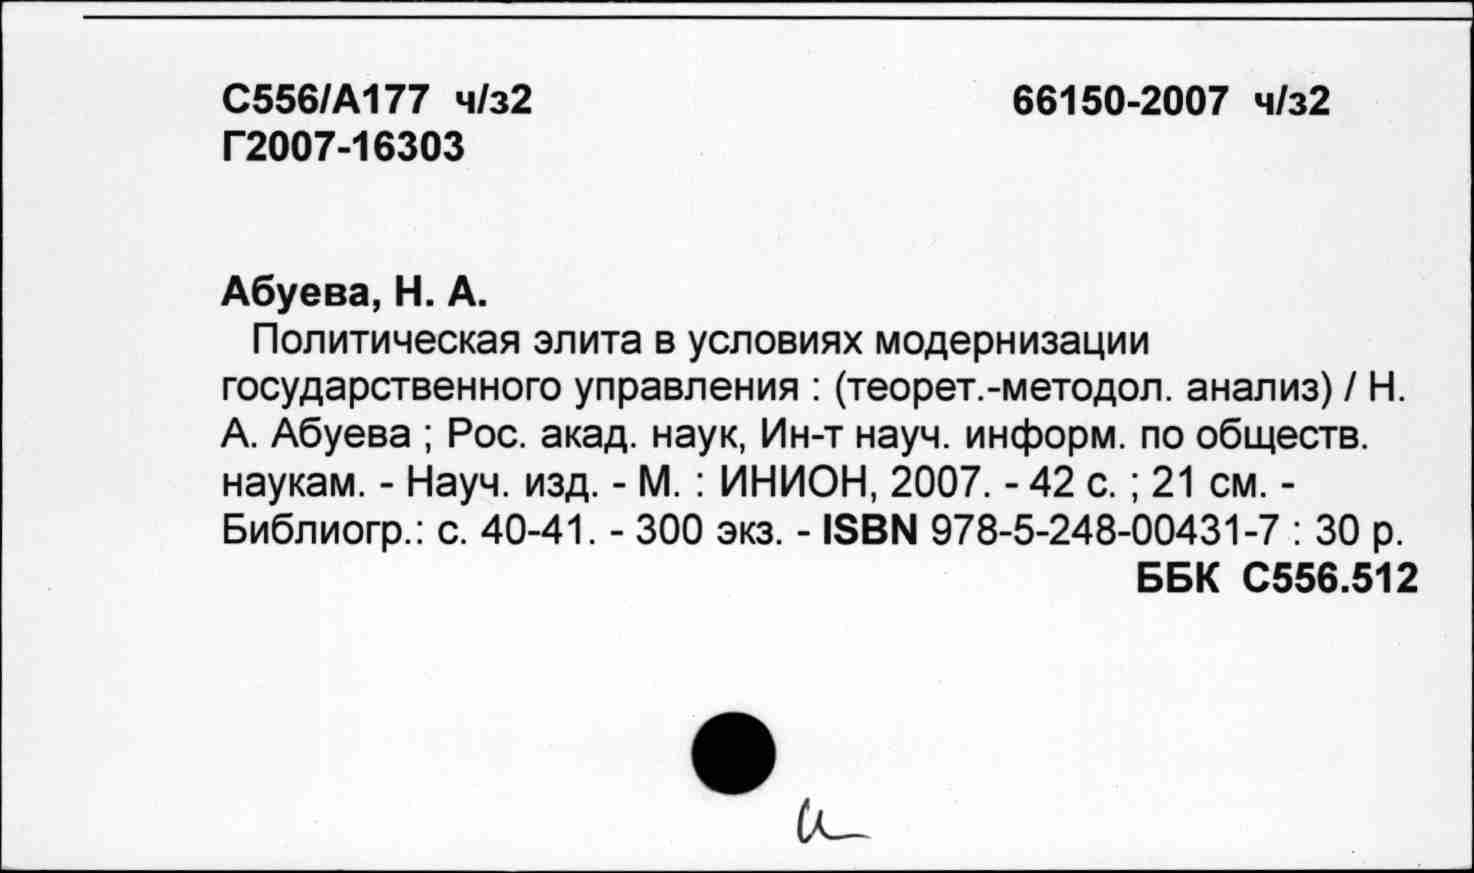 С556/А177 ч/з2
66150-2007 ч/з2
Г2007-16303
Абуева, Н. А.
Политическая элита в условиях модернизации
государственного управления : (теорет.-методол. анализ) / Н.
А. Абуева ; Рос. акад. наук, Ин-т науч. информ. по обществ.
наукам. - Науч. изд. - М. : ИНИОН, 2007. - 42 с. ; 21 см. -
Библиогр.: с. 40-41. - 300 экз. - ISBN 978-5-248-00431-7 : 30 р.
ББК С556.512